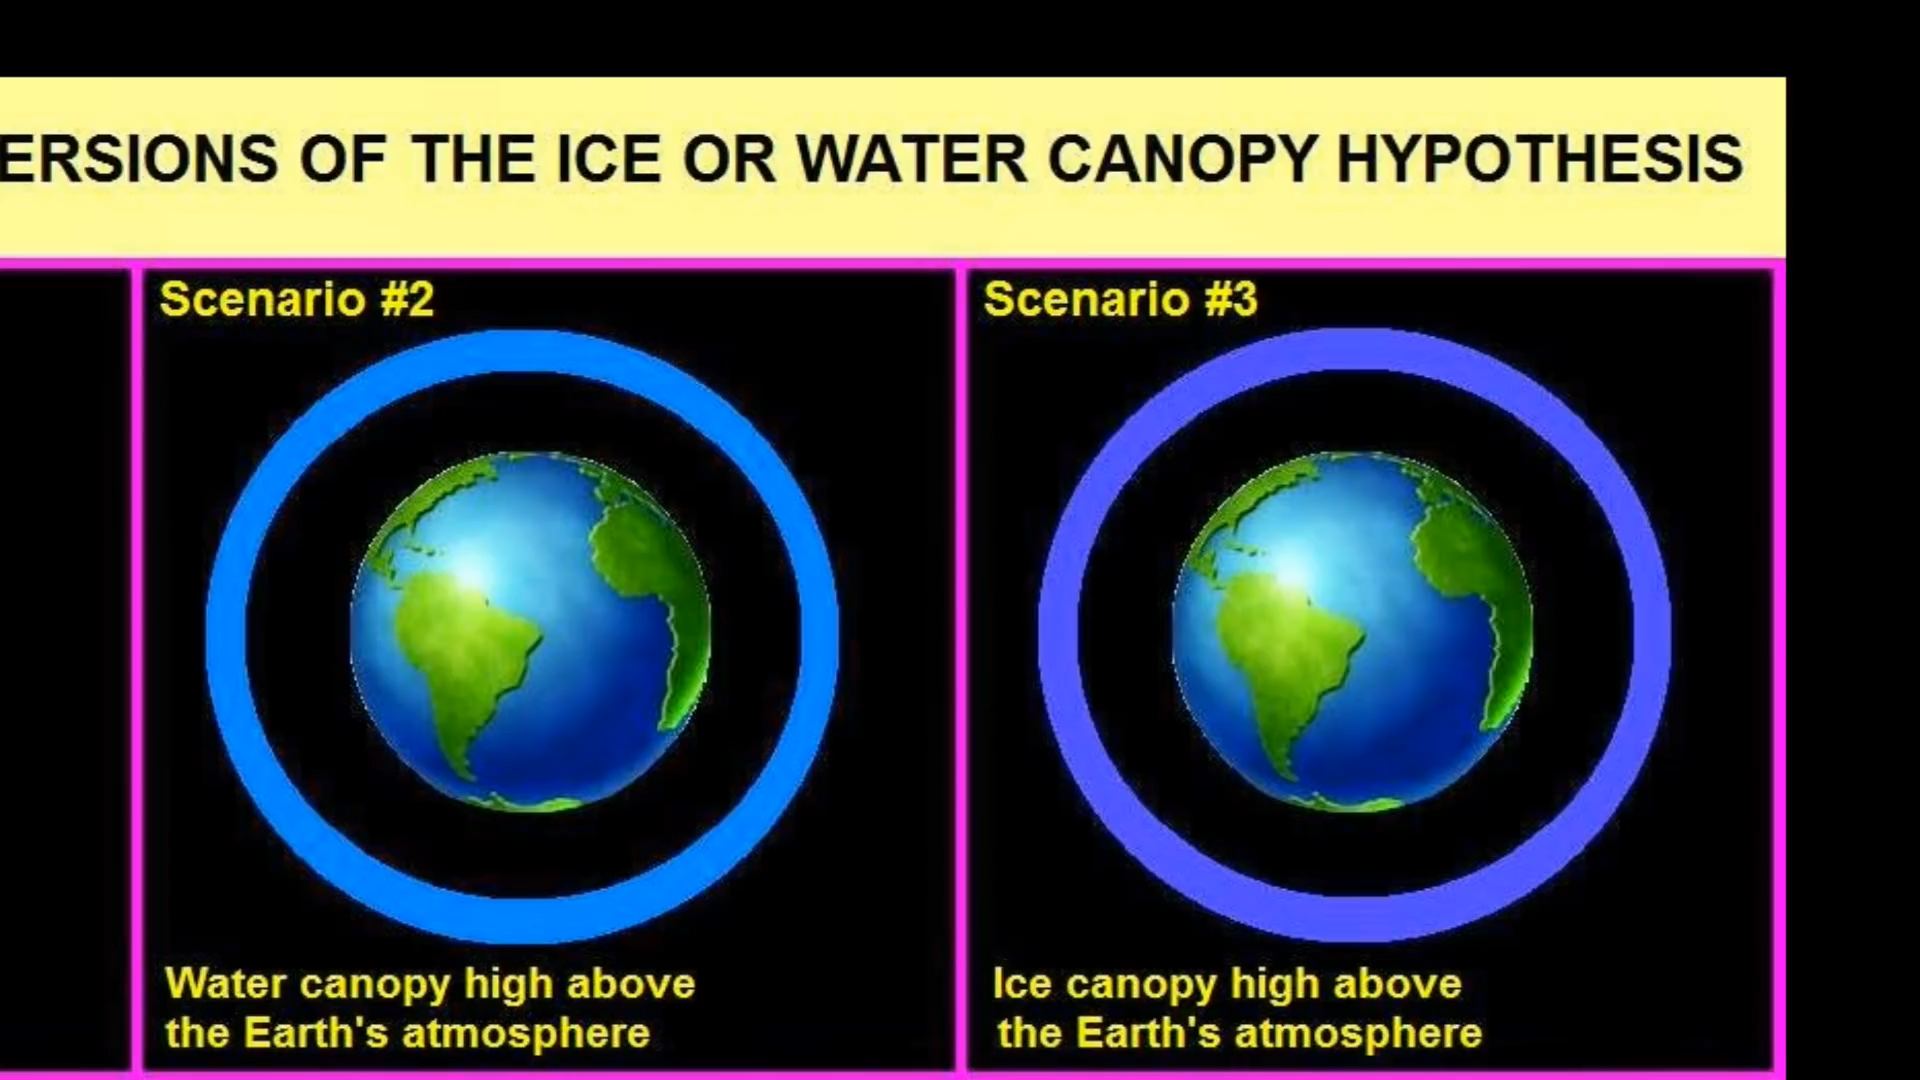 ERSIONS OF THE ICE OR WATER CANOPY HYPOTHESIS
Scenario #2
Water canopy high above
the Earth's atmosphere
Scenario #3
Ice canopy high above
the Earth's atmosphere